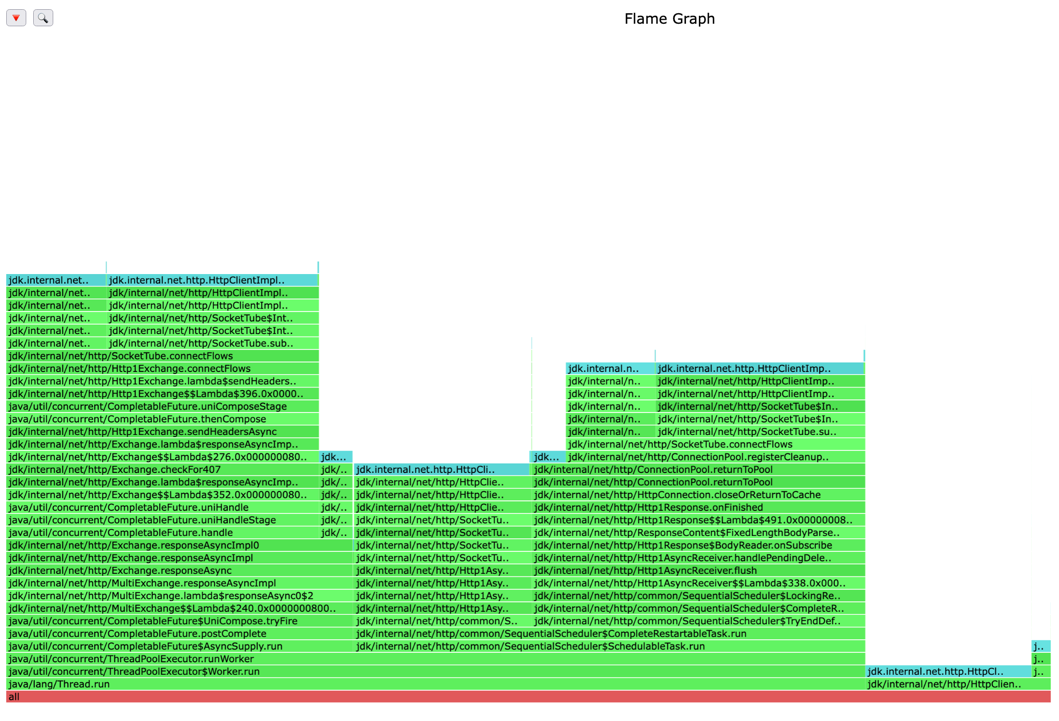 Flame Graph
jdk.internal.net.. jdk.internal.net.http.HttpClientImpl..
jdk/internal/net.. jdk/internal/net/http/HttpClientImpl..
jdk/internal/net.. jdk/internal/net/http/HttpClientImpl..
jdk/internal/net.. jdk/internal/net/http/SocketTube$Int..
jdk/internal/net.. jdk/internal/net/http/SocketTube$Int..
jdk/internal/net.. jdk/internal/net/http/SocketTube.sub..
jdk/internal/net/http/SocketTube.connectFlows
jdk/internal/net/http/Http1Exchange.connectFlows jdk.internal.n.. jdk.internal.net.http.HttpClientImp..
jdk/internal/net/http/Http1Exchange.lambda$sendHeaders.. jdk/internal/n.. jdk/internal/net/http/HttpClientImp..
jdk/internal/net/http/Http1Exchange$$Lambda$396.0x0000.. jdk/internal/n.. jdk/internal/net/http/HttpClientImp..
java/util/concurrent/CompletableFuture.uniComposeStage jdk/internal/n.. jdk/internal/net/http/SocketTube$In..
java/util/concurrent/CompletableFuture.thenCompose jdk/internal/n.. jdk/internal/net/http/SocketTube$In..
jdk/internal/net/http/Http1Exchange.sendHeadersAsync jdk/internal/n.. jdk/internal/net/http/SocketTube.su..
jdk/internal/net/http/Exchange.lambda$responseAsyncImp.. jdk/internal/net/http/SocketTube.connectFlows
jdk/internal/net/http/Exchange$$Lambda$276.0x000000080.. jdk... jdk... jdk/internal/net/http/ConnectionPool.registerCleanup..
jdk/internal/net/http/Exchange.checkFor407 jdk/.. jdk.internal.net.http.HttpCli.. jdk/internal/net/http/ConnectionPool.returnToPool
jdk/internal/net/http/Exchange.lambda$responseAsyncImp.. jdk/.. jdk/internal/net/http/HttpClie.. jdk/internal/net/http/ConnectionPool.returnToPool
jdk/internal/net/http/Exchange$$Lambda$352.0x000000080.. jdk/.. jdk/internal/net/http/HttpClie.. jdk/internal/net/http/HttpConnection.closeOrReturnToCache
java/util/concurrent/CompletableFuture.uniHandle jdk/.. jdk/internal/net/http/HttpClie.. jdk/internal/net/http/Http1Response.onFinished
java/util/concurrent/CompletableFuture.uniHandleStage jdk/.. jdk/internal/net/http/SocketTu.. jdk/internal/net/http/Http1Response$$Lambda$491.0x00000008..
java/util/concurrent/CompletableFuture.handle jdk/.. jdk/internal/net/http/SocketTu.. jdk/internal/net/http/ResponseContent$FixedLengthBodyParse..
jdk/internal/net/http/Exchange.responseAsyncImpl0 jdk/internal/net/http/SocketTu.. jdk/internal/net/http/Http1Response$BodyReader.onSubscribe
jdk/internal/net/http/Exchange.responseAsyncImpl jdk/internal/net/http/SocketTu.. jdk/internal/net/http/Http1AsyncReceiver.handlePendingDele..
jdk/internal/net/http/Exchange.responseAsync jdk/internal/net/http/Http1Asy.. jdk/internal/net/http/Http1AsyncReceiver.flush
jdk/internal/net/http/MultiExchange.responseAsyncImpl jdk/internal/net/http/Http1Asy.. jdk/internal/net/http/Http1AsyncReceiver$$Lambda$338.0x000..
jdk/internal/net/http/MultiExchange.lambda$responseAsync0$2 jdk/internal/net/http/Http1Asy.. jdk/internal/net/http/common/SequentialScheduler$LockingRe..
jdk/internal/net/http/MultiExchange$$Lambda$240.0x0000000800.. jdk/internal/net/http/Http1Asy.. jdk/internal/net/http/common/SequentialScheduler$CompleteR..
java/util/concurrent/CompletableFuture$UniCompose.tryFire jdk/internal/net/http/common/S.. jdk/internal/net/http/common/SequentialScheduler$TryEndDef..
java/util/concurrent/CompletableFuture.postComplete jdk/internal/net/http/common/SequentialScheduler$CompleteRestartableTask.run
java/util/concurrent/CompletableFuture$AsyncSupply.run jdk/internal/net/http/common/SequentialScheduler$SchedulableTask.run j..
java/util/concurrent/ThreadPoolExecutor.runWorker j..
java/util/concurrent/ThreadPoolExecutor$Worker.run jdk.internal.net.http.HttpCl.. j..
java/lang/Thread.run jdk/internal/net/http/HttpClien..
all